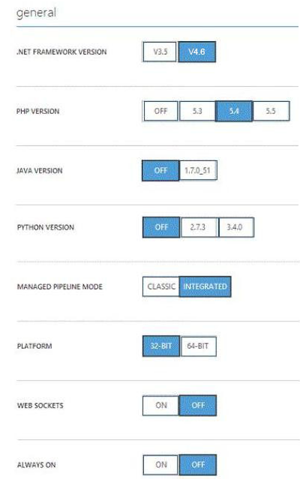 general
.NET FRAMEWORK VERSION V3.5 V4.6
PHP VERSION OFF 5.3 5.4 5.5
JAVA VERSION OFF 1.7.0_51
PYTHON VERSION OFF 2.7.3 3.4.0
MANAGED PIPELINE MODE CLASSIC INTEGRATED
PLATFORM 32-BIT 64-BIT
WEB SOCKETS ON OFF
ALWAYS ON ON OFF